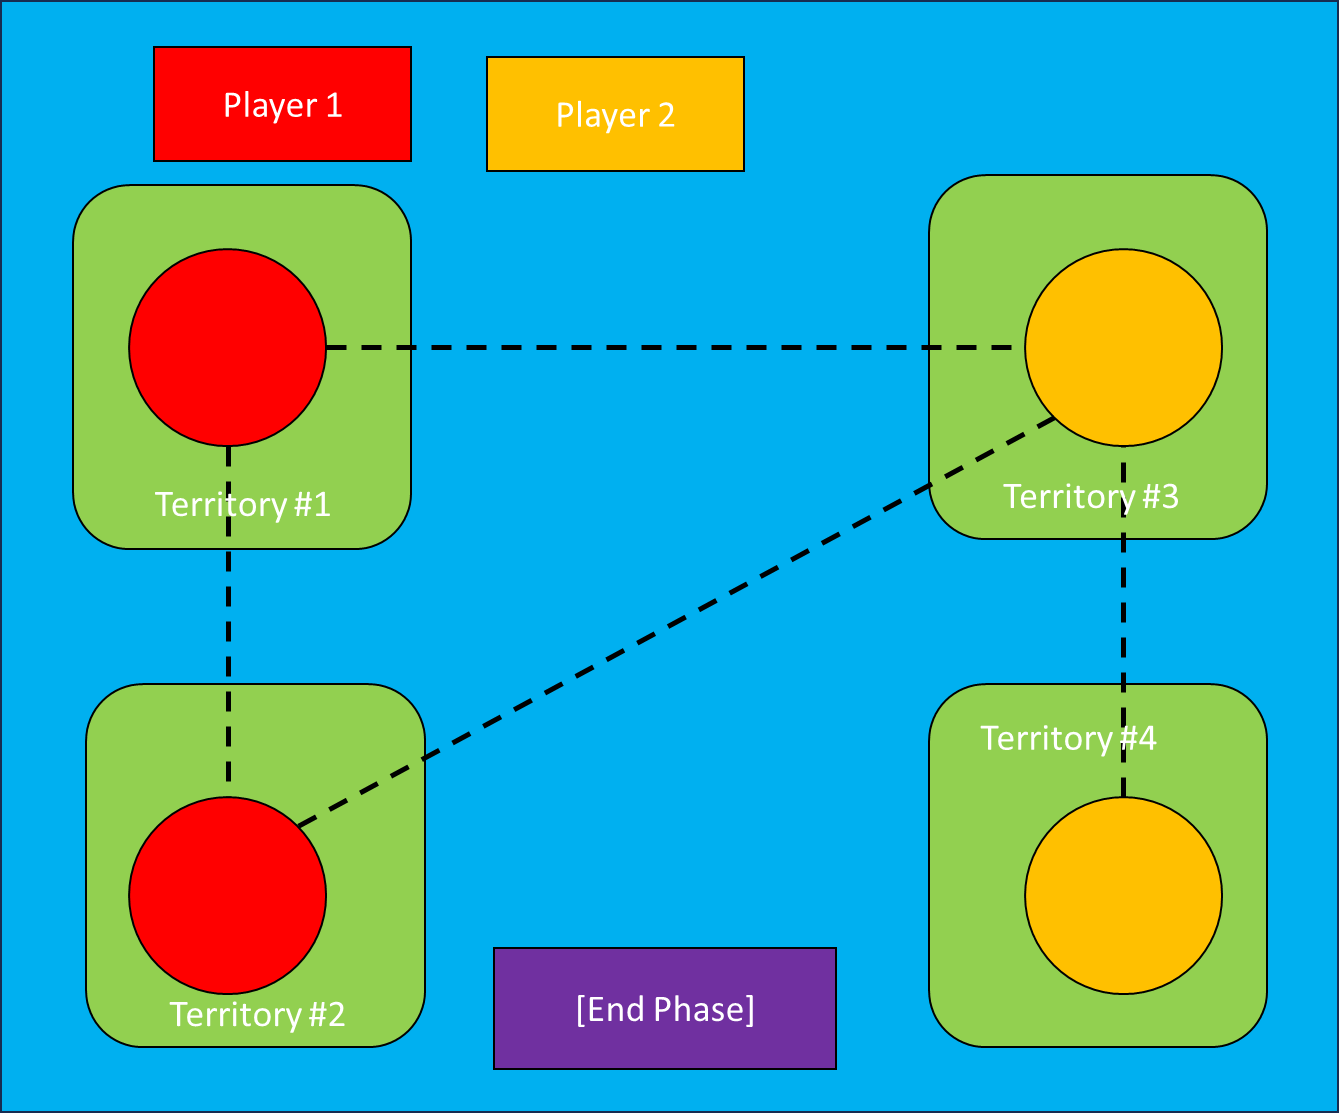 Player 1
Player 2
Territory #1
Territory #3
Territory #4
Territory #2
[End Phase]